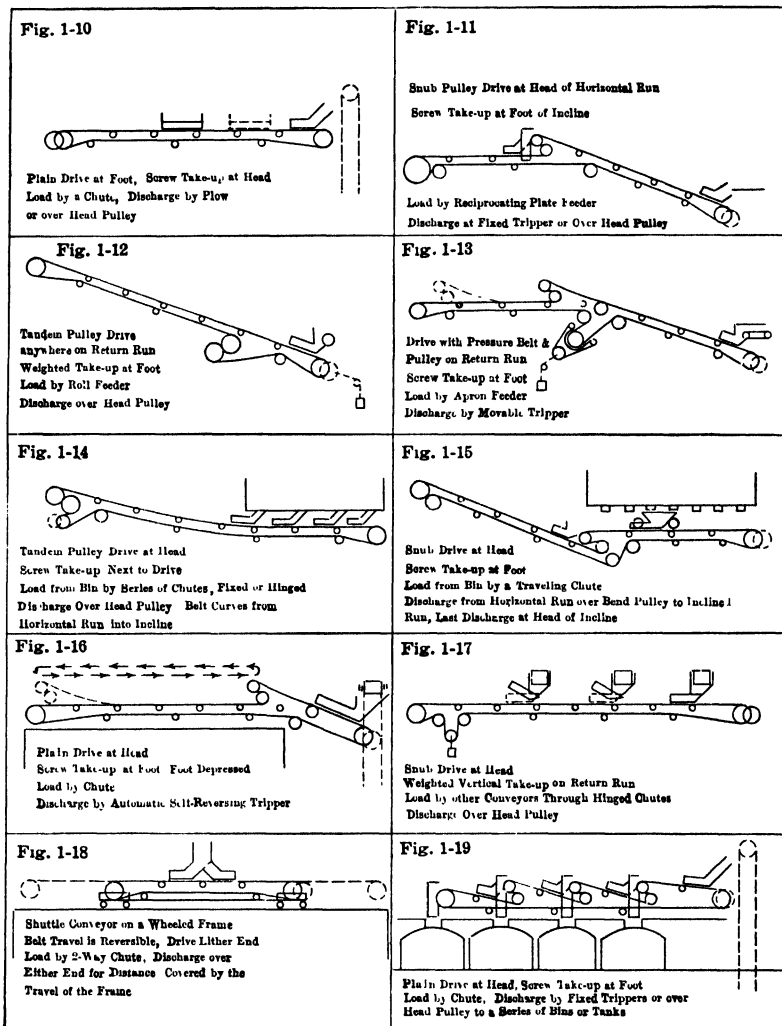 Fig. 1-10
Plain Drive at Foot, Screw Take-up at Head
Load by a Chute, Discharge by Plow
or over Head Pulley
Fig. 1-11
Snub Pulley Drive at Head of Horizontal Run
Screw Take-up at Foot of Incline
Load by Reciprocating Plate Feeder
Discharge at Fixed Tripper or Over Head Pulley
Fig. 1-12
Tandem Pulley Drive
anywhere on Return Run
Weighted Take-up at Foot
Load by Roll Feeder
Discharge over Head Pulley
Fig. 1-13
Drive with Pressure Belt &
Pulley on Return Run
Screw Take-up at Foot
Load by Apron Feeder
Discharge by Movable Tripper
Fig. 1-14
Tandem Pulley Drive at Head
Screw Take-up Next to Drive
Load from Bin by Series of Chutes, Fixed or Hinged
Discharge Over Head Pulley Belt Curves from
Horizontal Run into Incline
Fig. 1-15
Snub Drive at Head
Screw Take-up at Foot
Load from Bin by a Traveling Chute
Discharge from Horizontal Run over Bend Pulley to Inclined
Run, Last Discharge at Head of Incline
Fig. 1-16
Plain Drive at Head
Screw Take-up at Foot Foot Depressed
Load by Chute
Discharge by Automatic Self-Reversing Tripper
Fig. 1-17
Snub Drive at Head
Weighted Vertical Take-up on Return Run
Load by other Conveyors Through Hinged Chutes
Discharge Over Head Pulley
Fig. 1-18
Shuttle Conveyor on a Wheeled Frame
Belt Travel is Reversible, Drive Either End
Load by 2-Way Chute, Discharge over
Either End for Distance Covered by the
Travel of the Frame
Fig. 1-19
Plain Drive at Head, Screw Take-up at Foot
Load by Chute, Discharge by Fixed Trippers or over
Head Pulley to a Series of Bins or Tanks